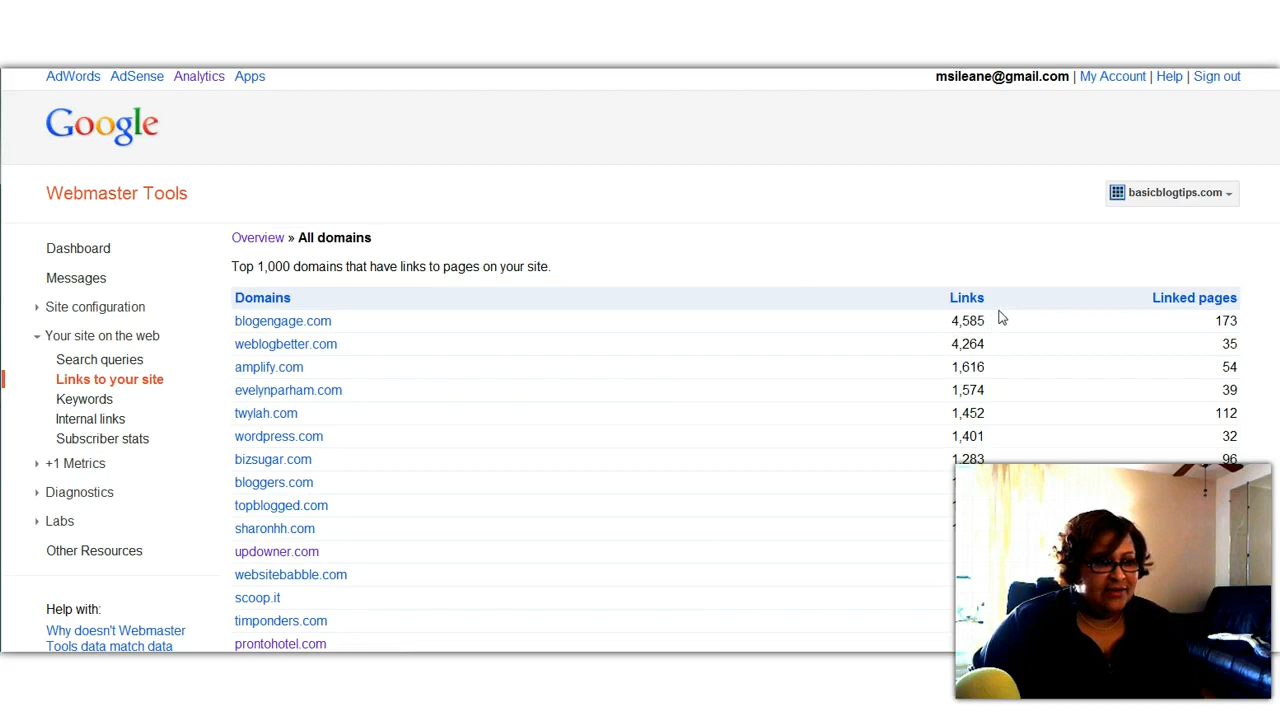 AdWords AdSense Analytics Apps msileane@gmail.com | My Account | Help | Sign out
Google
Webmaster Tools basicblogtips.com
Dashboard
Messages
Site configuration
Your site on the web
Search queries
Links to your site
Keywords
Internal links
Subscriber stats
+1 Metrics
Diagnostics
Labs
Other Resources
Help with:
Why doesn't Webmaster
Tools data match data
Overview » All domains
Top 1,000 domains that have links to pages on your site.
Domains Links Linked pages
blogengage.com 4,585 173
weblogbetter.com 4,264 35
amplify.com 1,616 54
evelynparham.com 1,574 39
twylah.com 1,452 112
wordpress.com 1,401 32
bizsugar.com 1,283 96
bloggers.com
topblogged.com
sharonhh.com
updowner.com
websitebabble.com
scoop.it
timponders.com
prontohotel.com